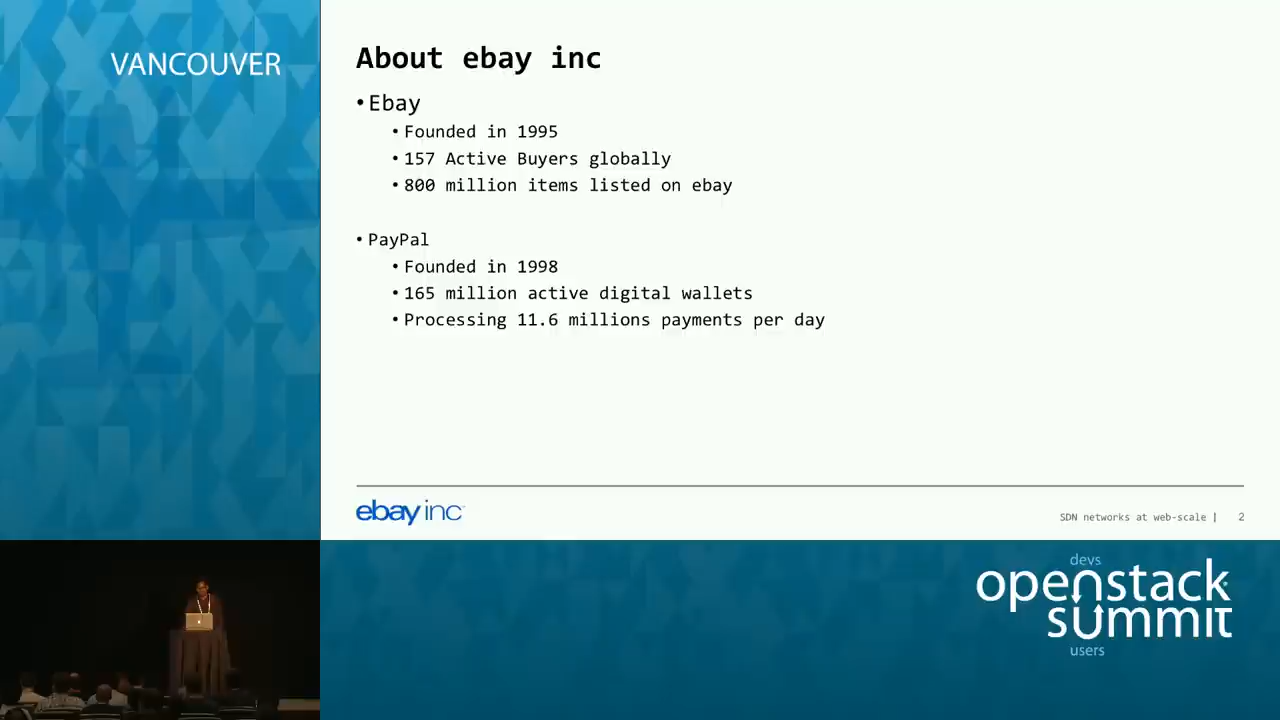 VANCOUVER
About ebay inc
• Ebay
• Founded in 1995
• 157 Active Buyers globally
• 800 million items listed on ebay
• PayPal
• Founded in 1998
• 165 million active digital wallets
• Processing 11.6 millions payments per day
ebay inc
SDN networks at web-scale | 2
devs
openstack
summit
users